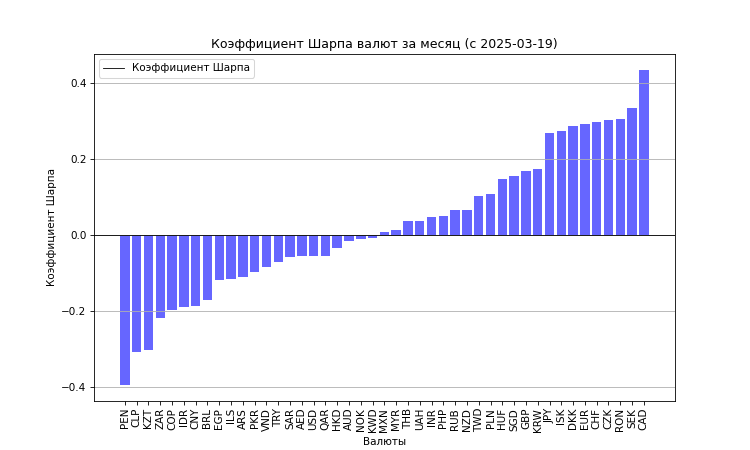 Коэффициент Шарпа валют за месяц (с 2025-03-19)
Коэффициент Шарпа
0.4
0.2
0.0
−0.2
−0.4
Коэффициент Шарпа
PEN CLP KZT ZAR COP IDR CNY BRL EGP ILS ARS PKR VND TRY SAR AED USD QAR HKD AUD NOK KWD MXN MYR THB UAH INR PHP RUB NZD TWD PLN HUF SGD GBP KRW JPY ISK DKK EUR CHF CZK RON SEK CAD
Валюты